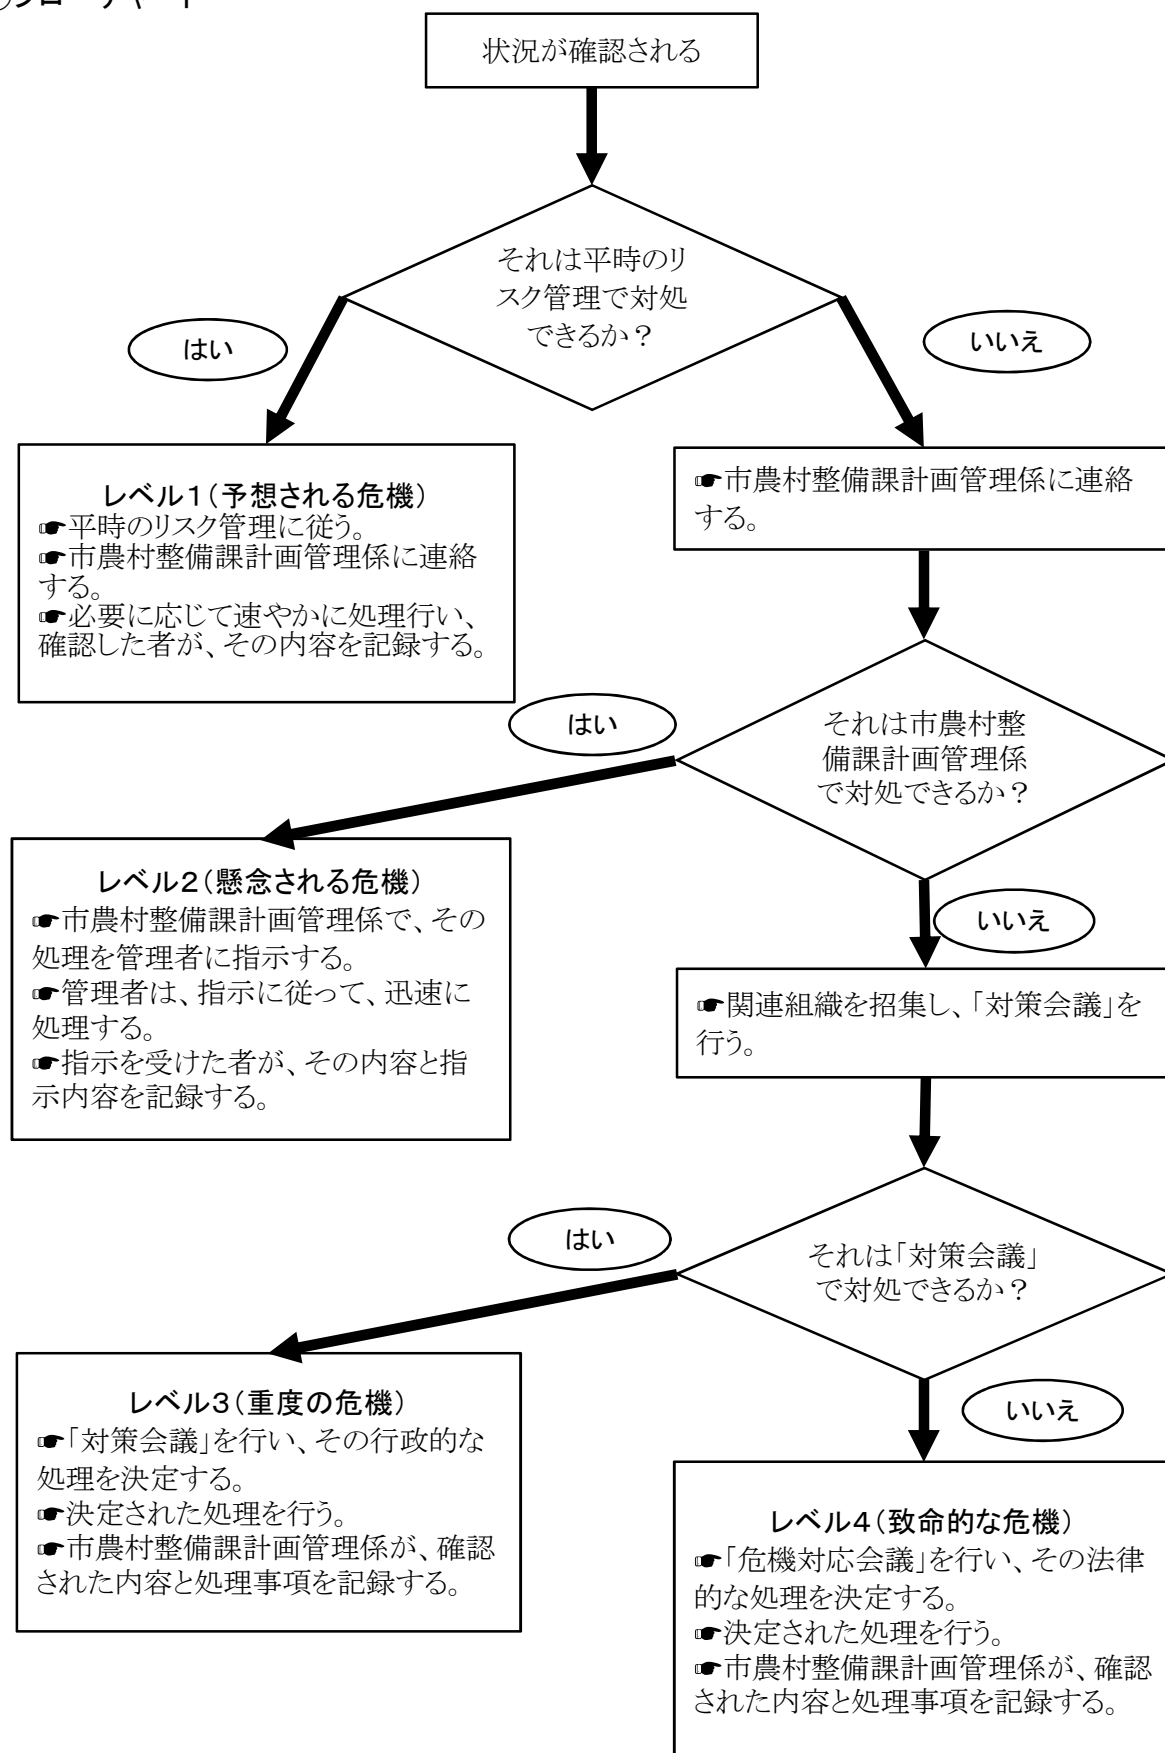 ○フローチャート
状況が確認される
それは平時のリ
スク管理で対処
できるか？
はい
いいえ
レベル１（予想される危機）
☛平時のリスク管理に従う。
☛市農村整備課計画管理係に連絡
する。
☛必要に応じて速やかに処理行い、
確認した者が、その内容を記録する。
☛市農村整備課計画管理係に連絡
する。
それは市農村整
備課計画管理係
で対処できるか？
はい
いいえ
レベル２（懸念される危機）
☛市農村整備課計画管理係で、その
処理を管理者に指示する。
☛管理者は、指示に従って、迅速に
処理する。
☛指示を受けた者が、その内容と指
示内容を記録する。
☛関連組織を招集し、「対策会議」を
行う。
それは「対策会議」
で対処できるか？
はい
いいえ
レベル３（重度の危機）
☛「対策会議」を行い、その行政的な
処理を決定する。
☛決定された処理を行う。
☛市農村整備課計画管理係が、確認
された内容と処理事項を記録する。
レベル４（致命的な危機）
☛「危機対応会議」を行い、その法律
的な処理を決定する。
☛決定された処理を行う。
☛市農村整備課計画管理係が、確認
された内容と処理事項を記録する。